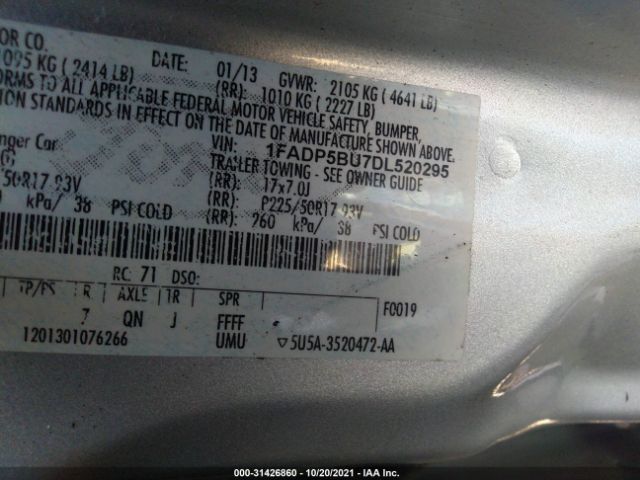 OR CO.
DATE: 01/13 GVWR: 2105 KG ( 4641 LB)
1095 KG ( 2414 LB) (RR): 1010 KG ( 2227 LB)
ORMS TO ALL APPLICABLE FEDERAL MOTOR VEHICLE SAFETY, BUMPER,
TION STANDARDS IN EFFECT ON THE DATE OF MANUFACTURE SHOWN ABOVE.
VIN: 1FADP5BU7DL520295
nger Car
TRAILER TOWING - SEE OWNER GUIDE
(RR): 17x7.0J
50R17 93V (RR): P225/50R17 93V
kPa/ 38 PSI COLD (RR): 260 kPa/ 38 PSI COLD
RC: 71 DSO:
TP/PS R AXLE TR SPR F0019
7 QN J FFFF
1201301076266 UMU ▽5U5A-3520472-AA
000-31426860 - 10/20/2021 - IAA Inc.